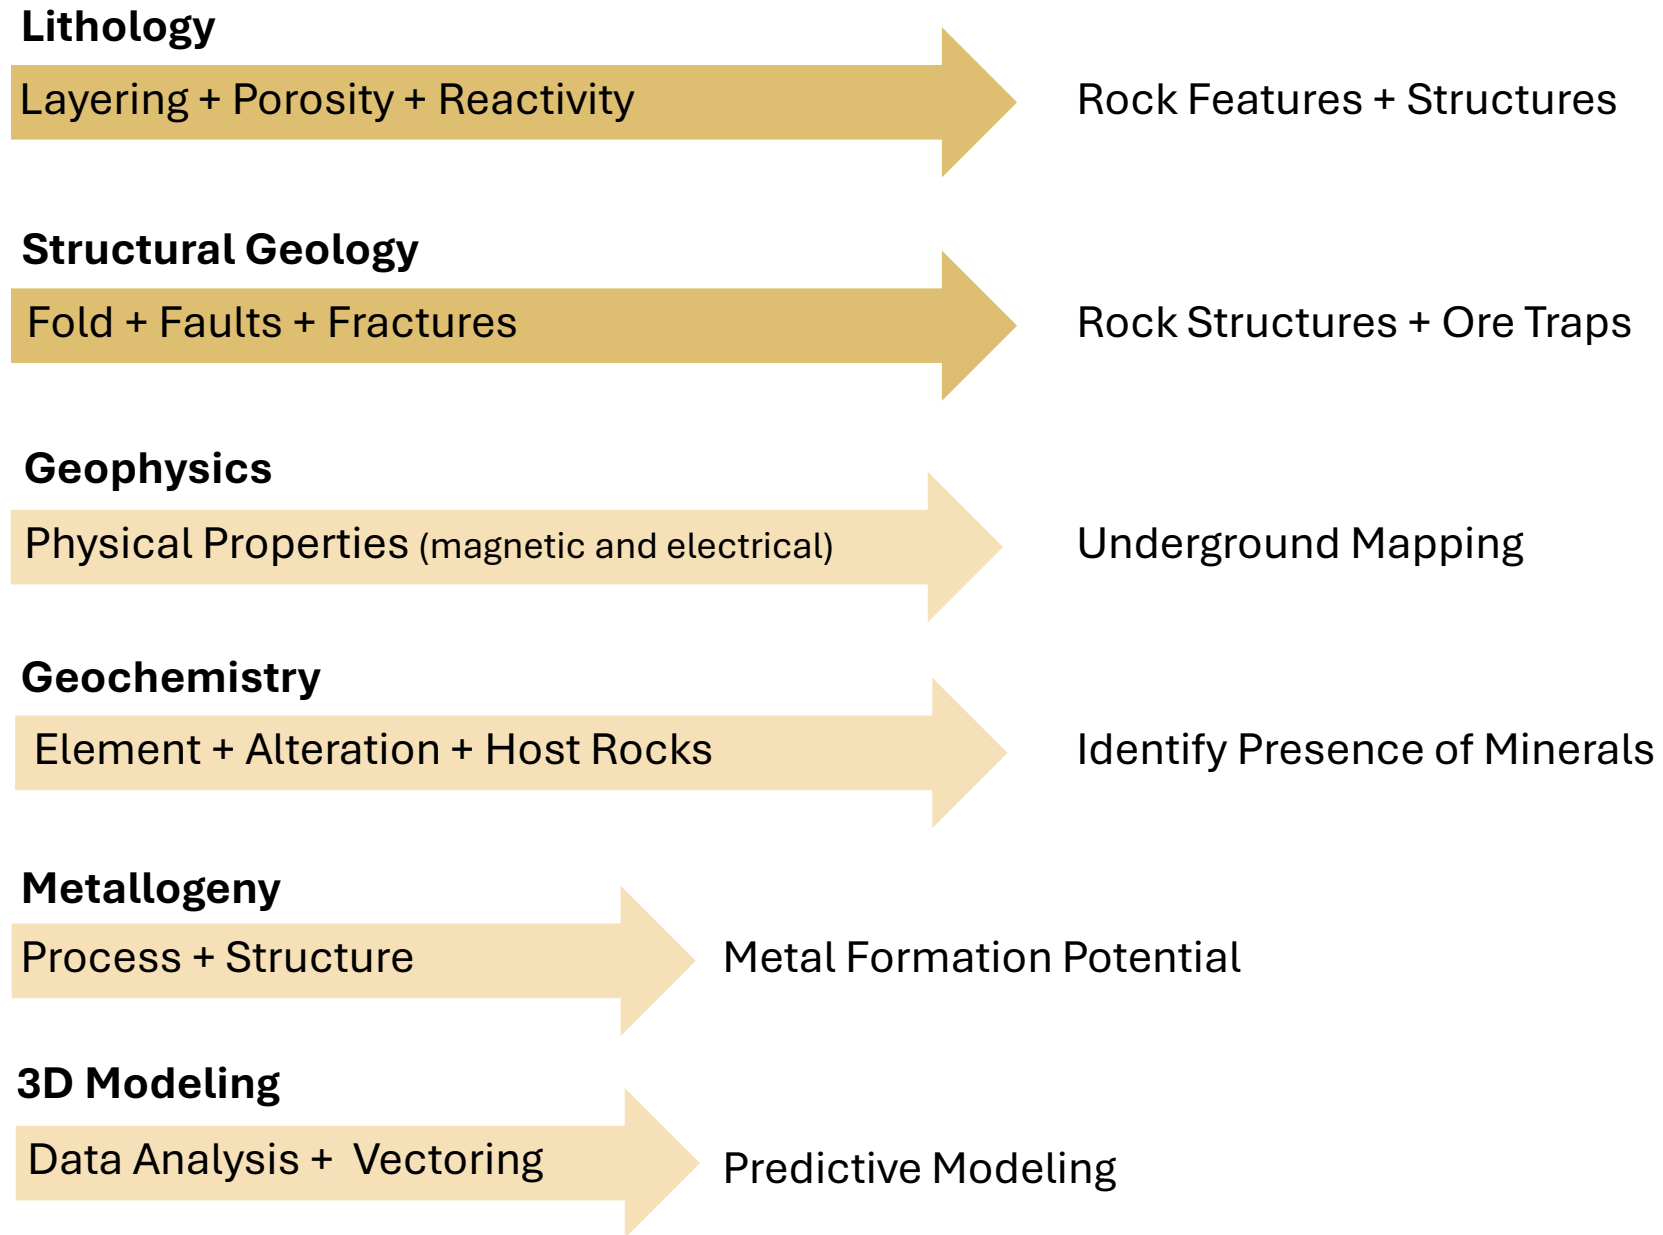 Lithology
Layering + Porosity + Reactivity
Rock Features + Structures
Structural Geology
Fold + Faults + Fractures
Rock Structures + Ore Traps
Geophysics
Physical Properties (magnetic and electrical)
Underground Mapping
Geochemistry
Element + Alteration + Host Rocks
Identify Presence of Minerals
Metallogeny
Process + Structure
Metal Formation Potential
3D Modeling
Data Analysis +  Vectoring
Predictive Modeling